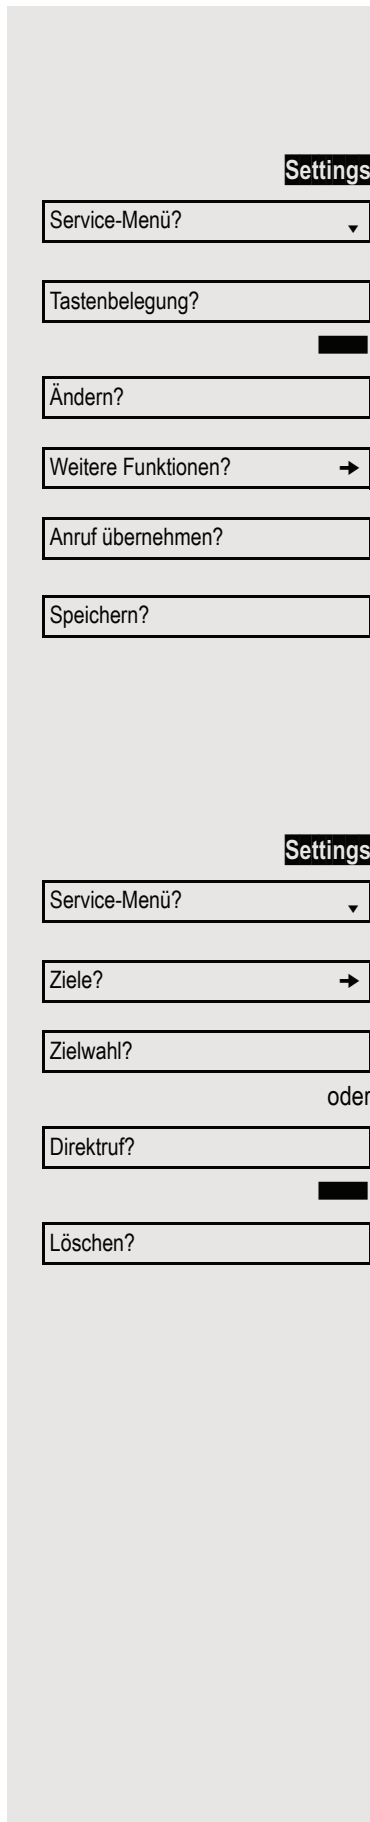 Settings
Service-Menü?
Tastenbelegung?
Ändern?
Weitere Funktionen?
Anruf übernehmen?
Speichern?
Settings
Service-Menü?
Ziele?
Zielwahl?
oder
Direktruf?
Löschen?